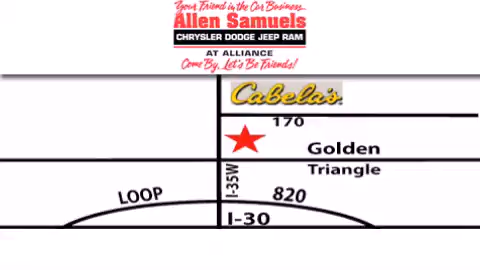 Your Friend in the Car Business...
Allen Samuels
CHRYSLER DODGE JEEP RAM
AT ALLIANCE
Come By, Let's Be Friends!
Cabela's
170
Golden
Triangle
I-35W
LOOP
820
I-30